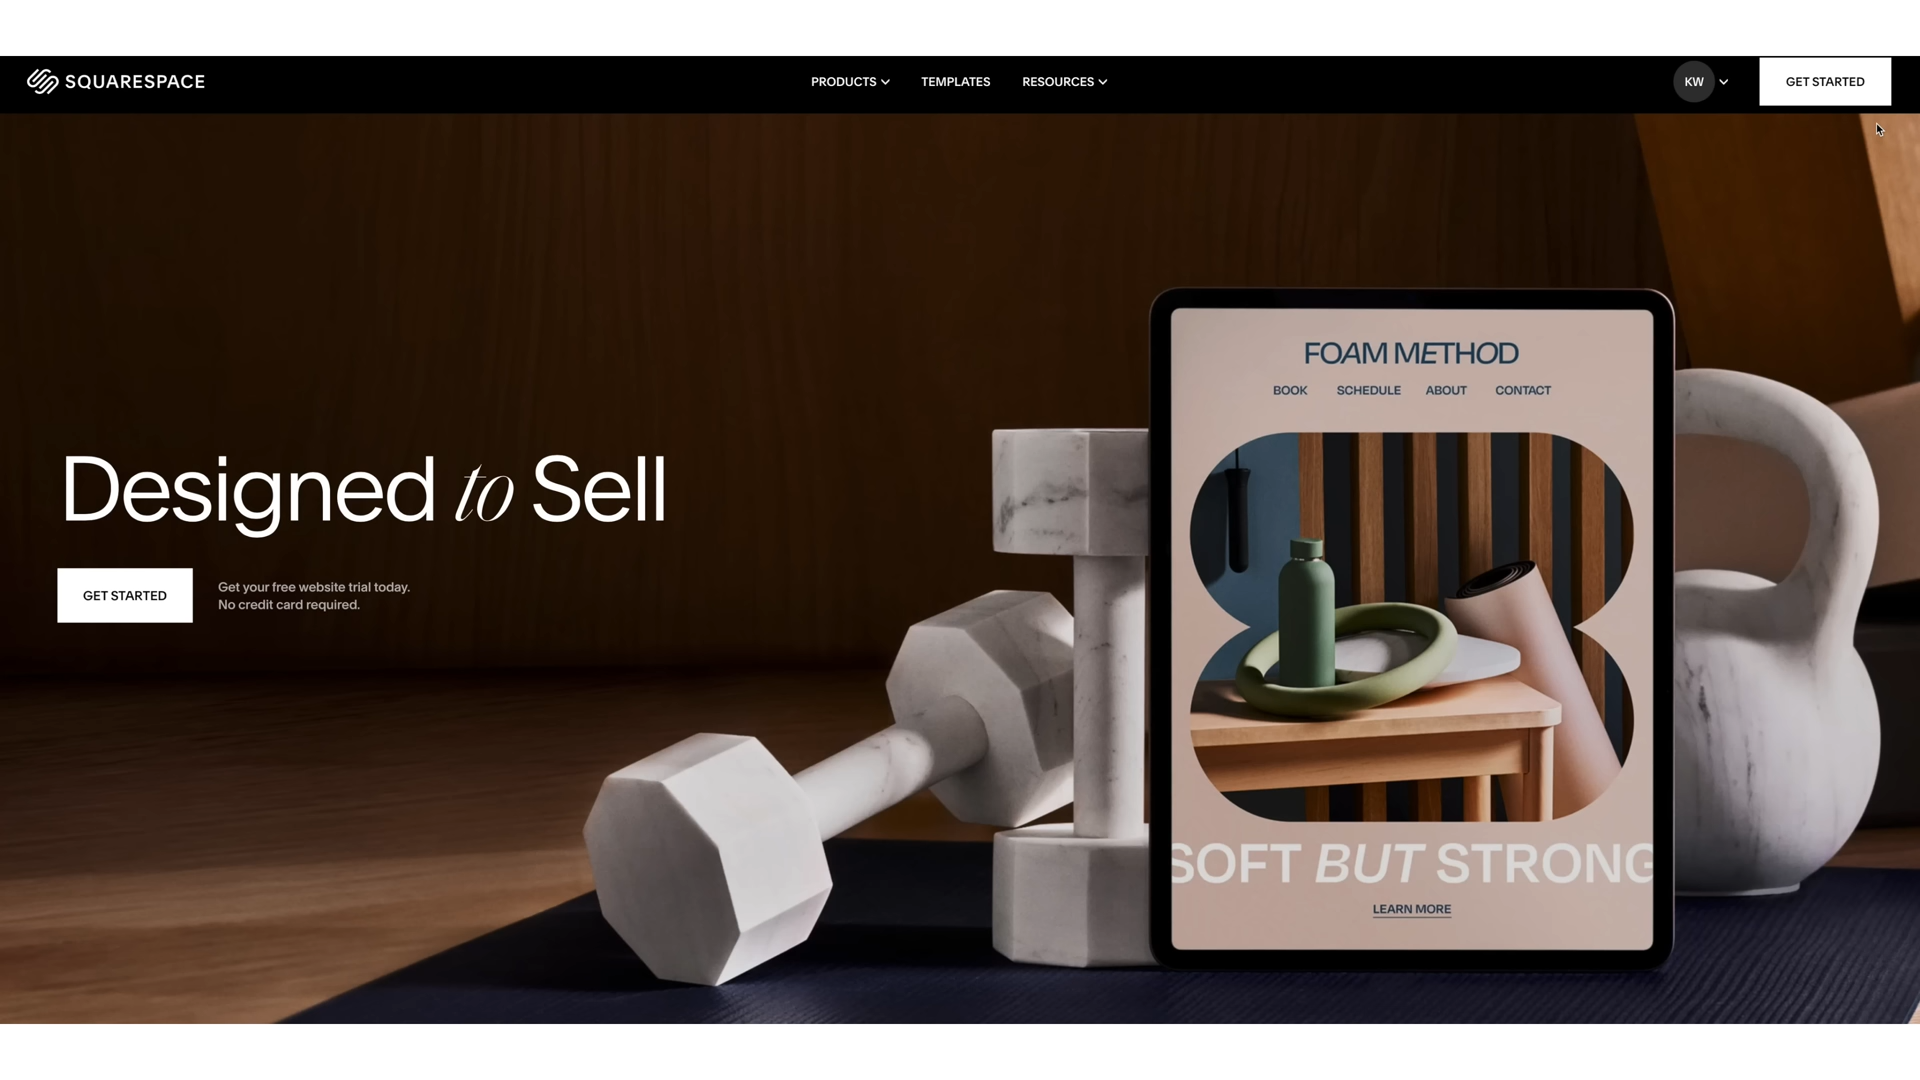 SQUARESPACE
PRODUCTS
TEMPLATES
RESOURCES
KW
GET STARTED
Designed to Sell
GET STARTED
Get your free website trial today.
No credit card required.
FOAM METHOD
BOOK SCHEDULE ABOUT CONTACT
SOFT BUT STRONG
LEARN MORE